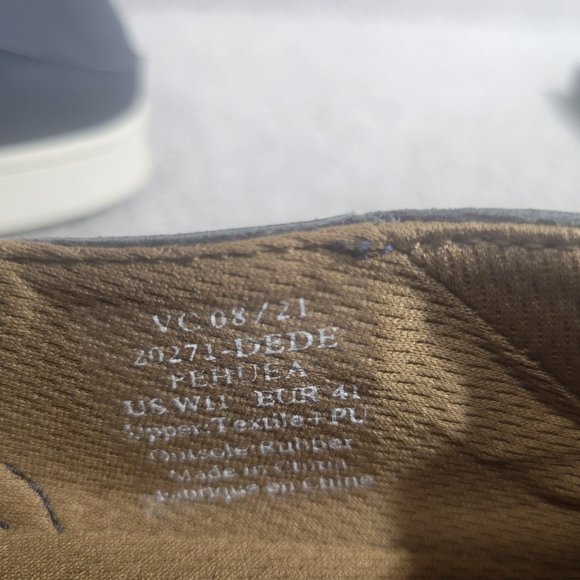 VC 08/21
20271-DEDE
PEHUEA
US W11 EUR 41
Upper:Textile+PU
Outsole Rubber
Made in China
Fabriqué en Chine